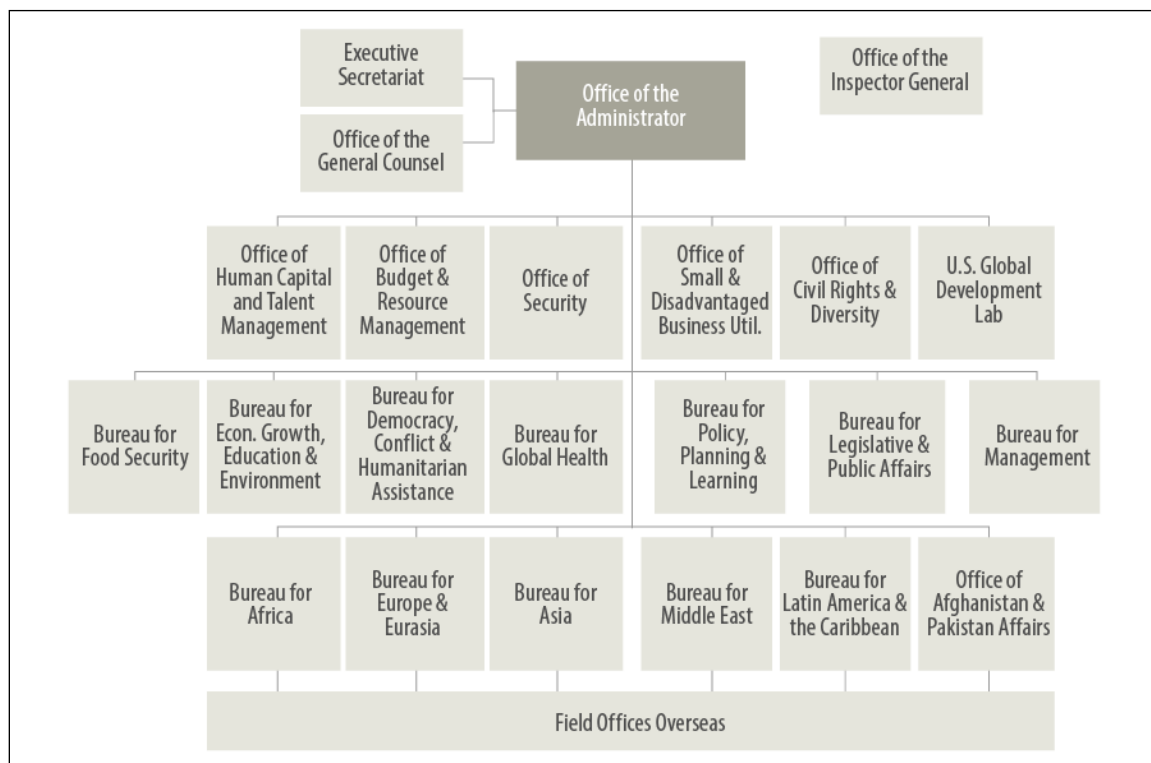 Executive
Secretariat
Office of the
General Counsel
Office of the
Administrator
Office of the
Inspector General
Office of
Human Capital
and Talent
Management
Office of
Budget &
Resource
Management
Office of
Security
Office of
Small &
Disadvantaged
Business Util.
Office of
Civil Rights &
Diversity
U.S. Global
Development
Lab
Bureau for
Food Security
Bureau for
Econ. Growth,
Education &
Environment
Bureau for
Democracy,
Conflict &
Humanitarian
Assistance
Bureau for
Global Health
Bureau for
Policy,
Planning &
Learning
Bureau for
Legislative &
Public Affairs
Bureau for
Management
Bureau for
Africa
Bureau for
Europe &
Eurasia
Bureau for
Asia
Bureau for
Middle East
Bureau for
Latin America &
the Caribbean
Office of
Afghanistan &
Pakistan Affairs
Field Offices Overseas